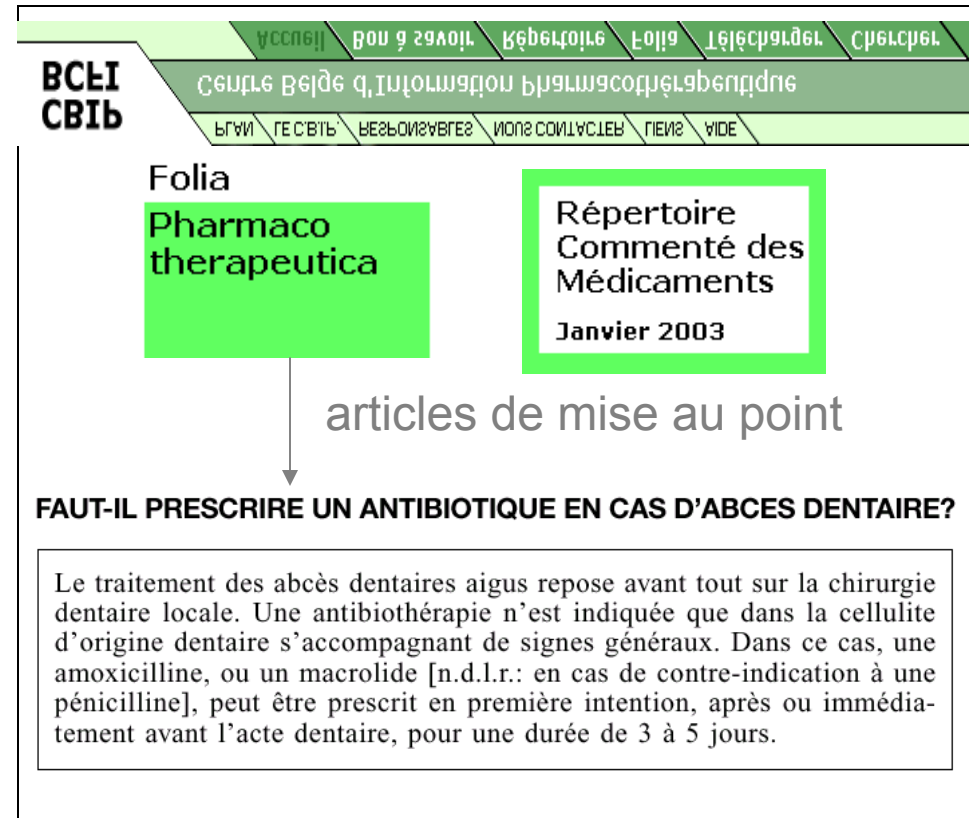 Accueil Bon à savoir Répertoire Folia Télécharger Chercher
BCFI
CBIP
Centre Belge d'Information Pharmacothérapeutique
PLAN LE C.B.I.P. RESPONSABLES NOUS CONTACTER LIENS AIDE
Folia
Pharmaco
therapeutica
Répertoire
Commenté des
Médicaments
Janvier 2003
articles de mise au point
FAUT-IL PRESCRIRE UN ANTIBIOTIQUE EN CAS D'ABCES DENTAIRE?
Le traitement des abcès dentaires aigus repose avant tout sur la chirurgie
dentaire locale. Une antibiothérapie n'est indiquée que dans la cellulite
d'origine dentaire s'accompagnant de signes généraux. Dans ce cas, une
amoxicilline, ou un macrolide [n.d.l.r.: en cas de contre-indication à une
pénicilline], peut être prescrit en première intention, après ou immédia-
tement avant l'acte dentaire, pour une durée de 3 à 5 jours.